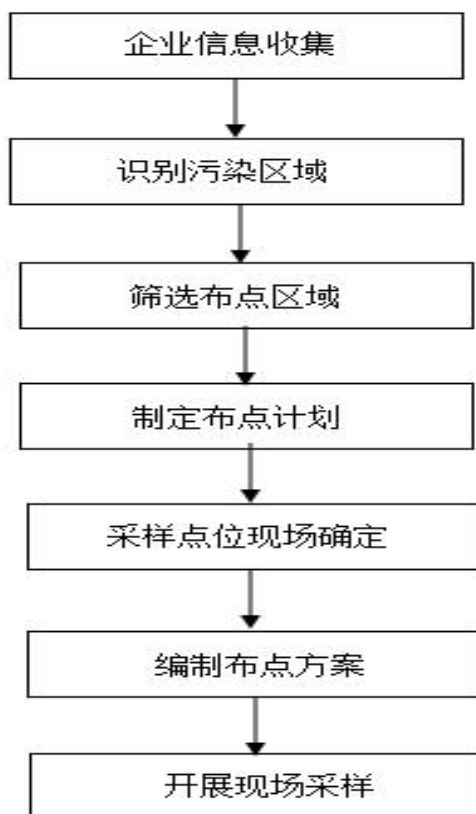 企业信息收集
识别污染区域
筛选布点区域
制定布点计划
采样点位现场确定
编制布点方案
开展现场采样